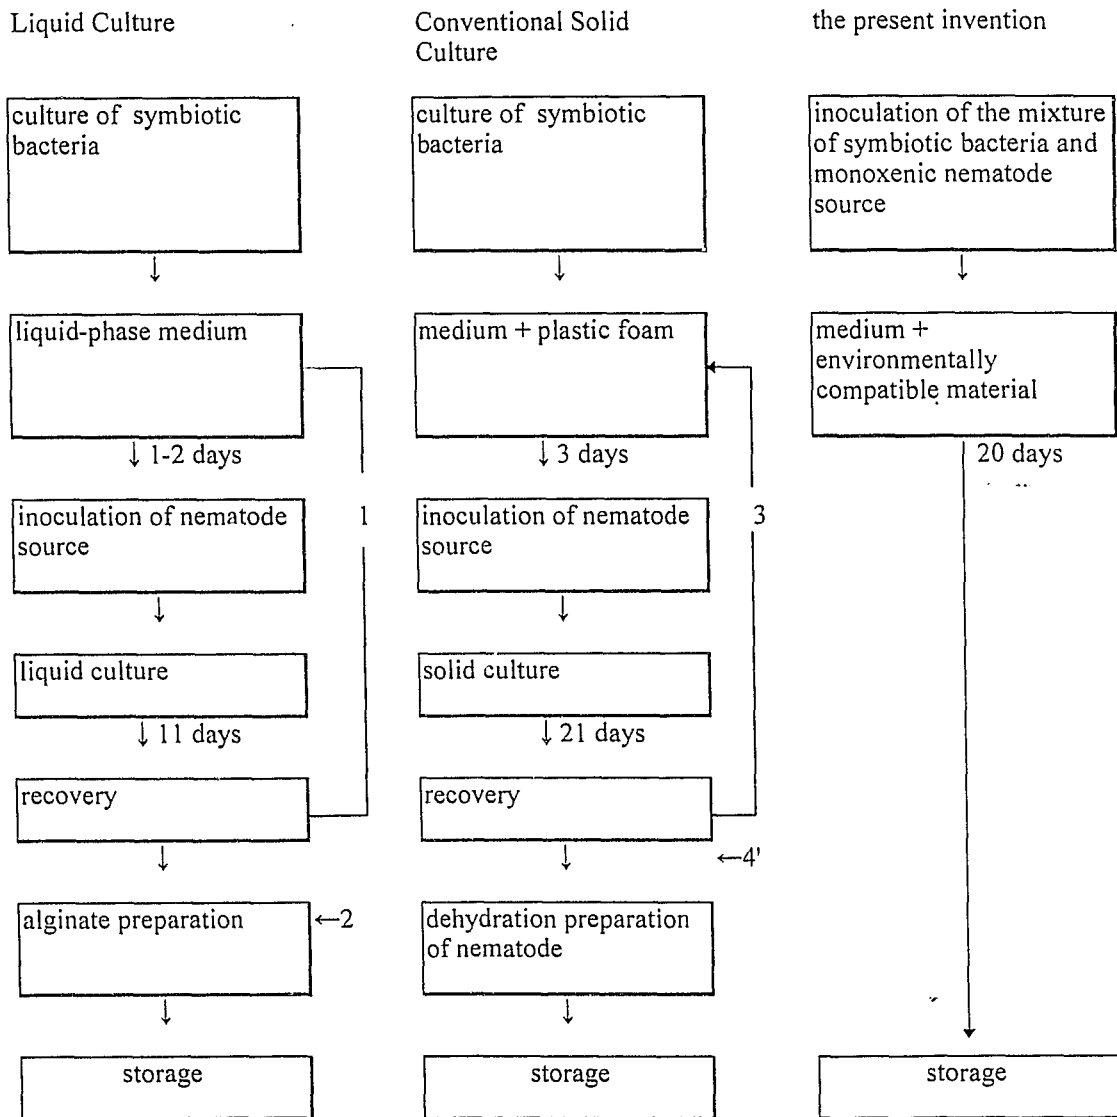 Liquid Culture
Conventional Solid
Culture
the present invention
culture of symbiotic
bacteria
culture of symbiotic
bacteria
inoculation of the mixture
of symbiotic bacteria and
monoxenic nematode
source
↓
↓
↓
liquid-phase medium
medium + plastic foam
medium +
environmentally
compatible material
↓ 1-2 days
↓ 3 days
20 days
inoculation of nematode
source
1
inoculation of nematode
source
3
↓
↓
liquid culture
solid culture
↓ 11 days
↓ 21 days
recovery
recovery
↓
↓
←4'
alginate preparation
←2
dehydration preparation
of nematode
↓
↓
storage
storage
storage